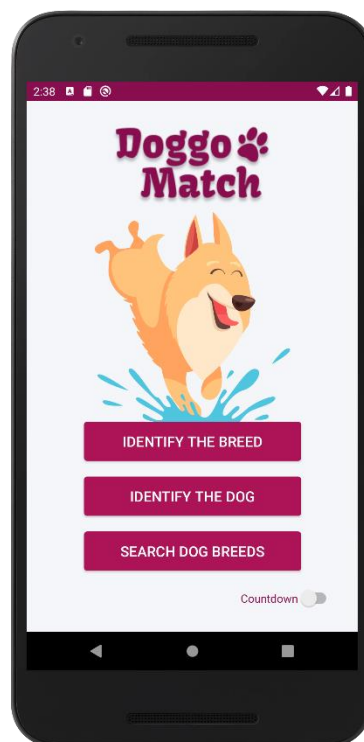 2:38
Doggo
Match
IDENTIFY THE BREED
IDENTIFY THE DOG
SEARCH DOG BREEDS
Countdown